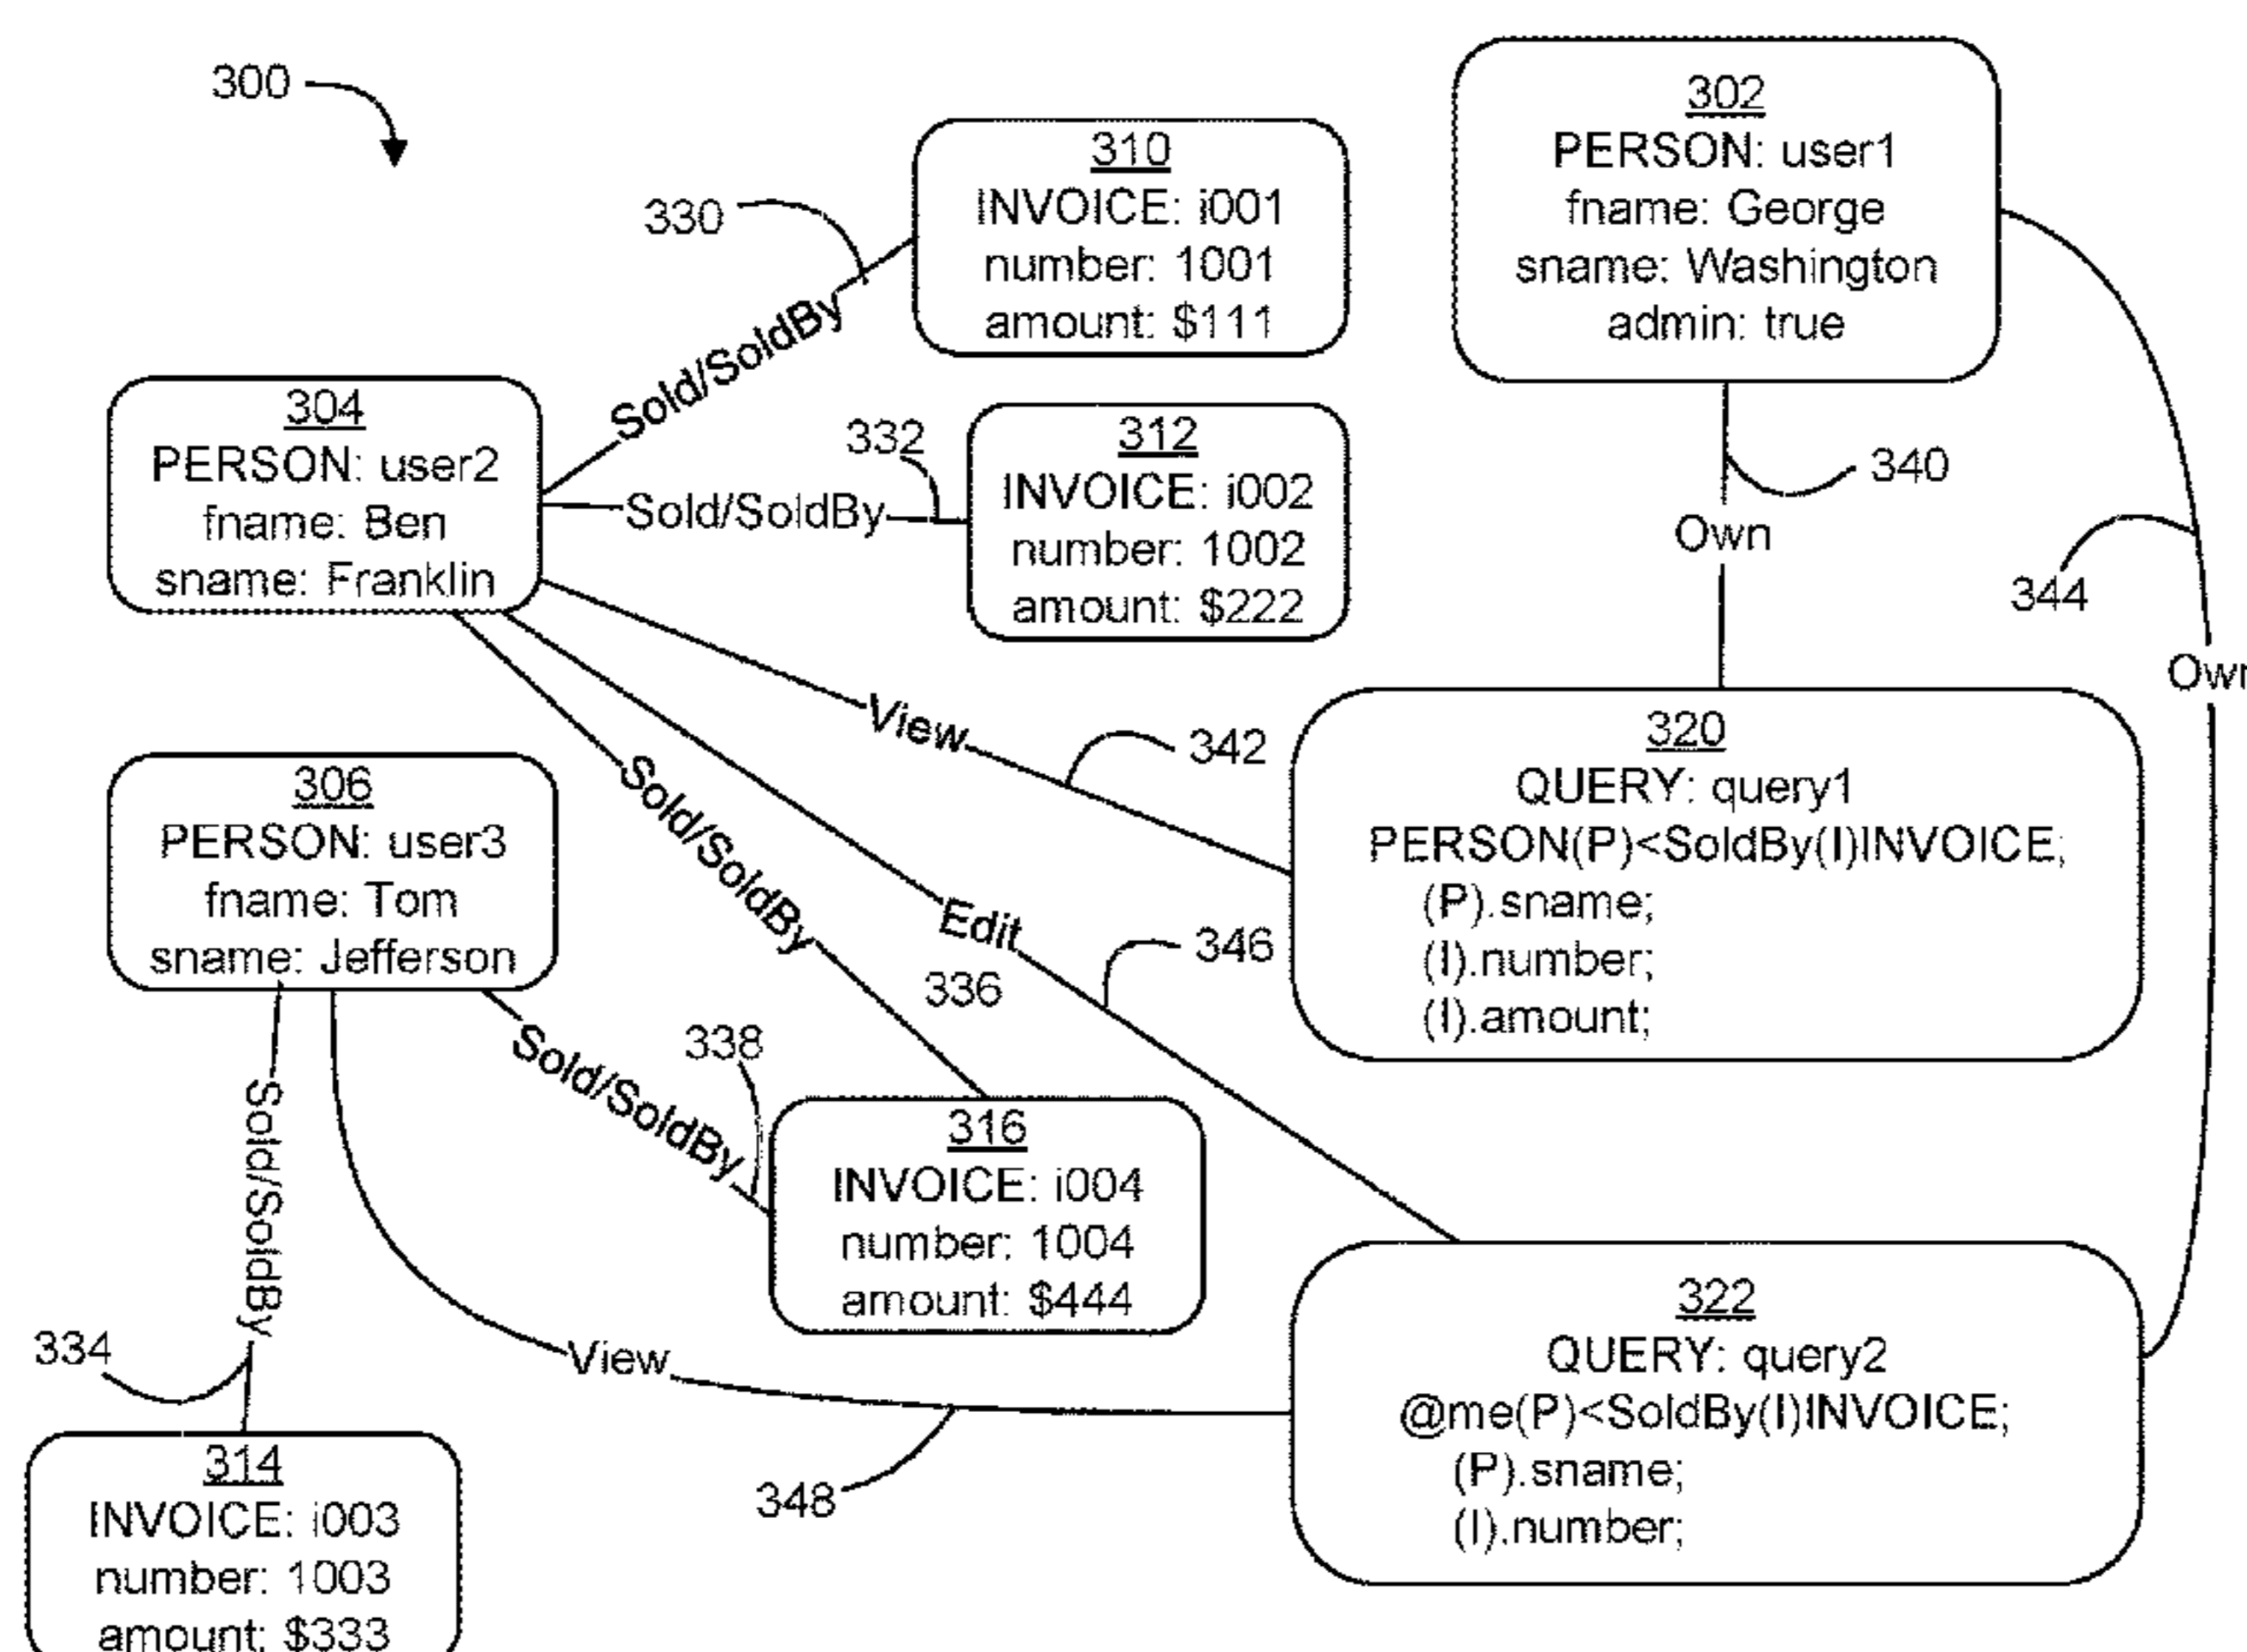 300
302
PERSON: user1
fname: George
sname: Washington
admin: true
310
INVOICE: i001
number: 1001
amount: $111
330
Sold/SoldBy
304
PERSON: user2
fname: Ben
sname: Franklin
332
Sold/SoldBy
312
INVOICE: i002
number: 1002
amount: $222
340
Own
344
Own
View
342
320
QUERY: query1
PERSON(P)<SoldBy(I)INVOICE;
(P).sname;
(I).number;
(I).amount;
306
PERSON: user3
fname: Tom
sname: Jefferson
Sold/SoldBy
336
Edit
346
338
Sold/SoldBy
Sold/SoldBy
334
316
INVOICE: i004
number: 1004
amount: $444
View
348
322
QUERY: query2
@me(P)<SoldBy(I)INVOICE;
(P).sname;
(I).number;
314
INVOICE: i003
number: 1003
amount: $333